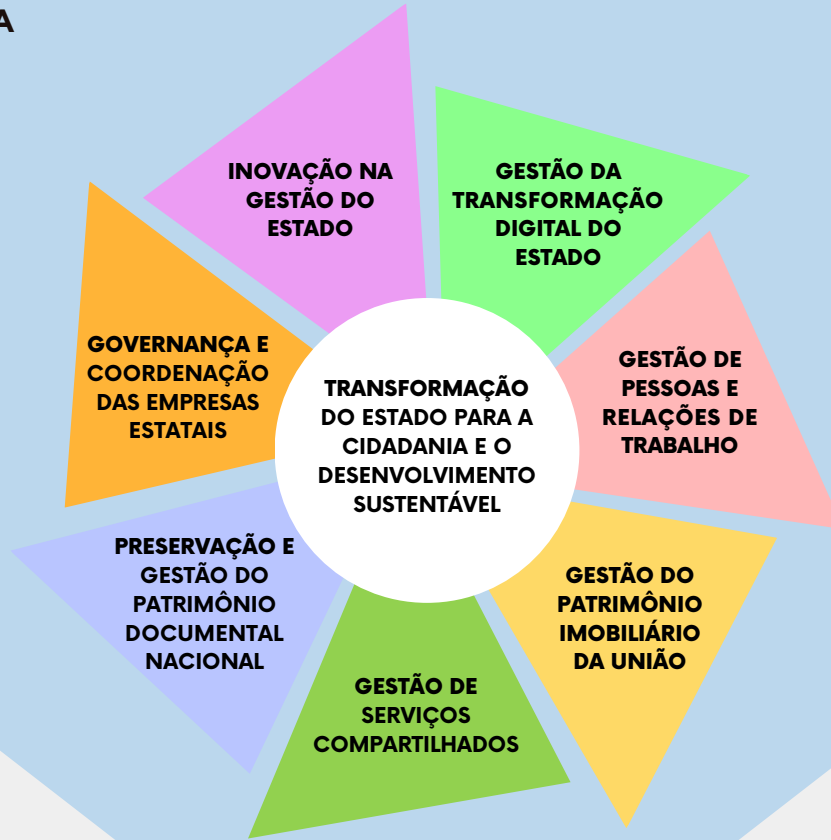 A
INOVAÇÃO NA
GESTÃO DO
ESTADO
GESTÃO DA
TRANSFORMAÇÃO
DIGITAL DO
ESTADO
GOVERNANÇA E
COORDENAÇÃO
DAS EMPRESAS
ESTATAIS
TRANSFORMAÇÃO
DO ESTADO PARA A
CIDADANIA E O
DESENVOLVIMENTO
SUSTENTÁVEL
GESTÃO DE
PESSOAS E
RELAÇÕES DE
TRABALHO
PRESERVAÇÃO E
GESTÃO DO
PATRIMÔNIO
DOCUMENTAL
NACIONAL
GESTÃO DO
PATRIMÔNIO
IMOBILIÁRIO
DA UNIÃO
GESTÃO DE
SERVIÇOS
COMPARTILHADOS